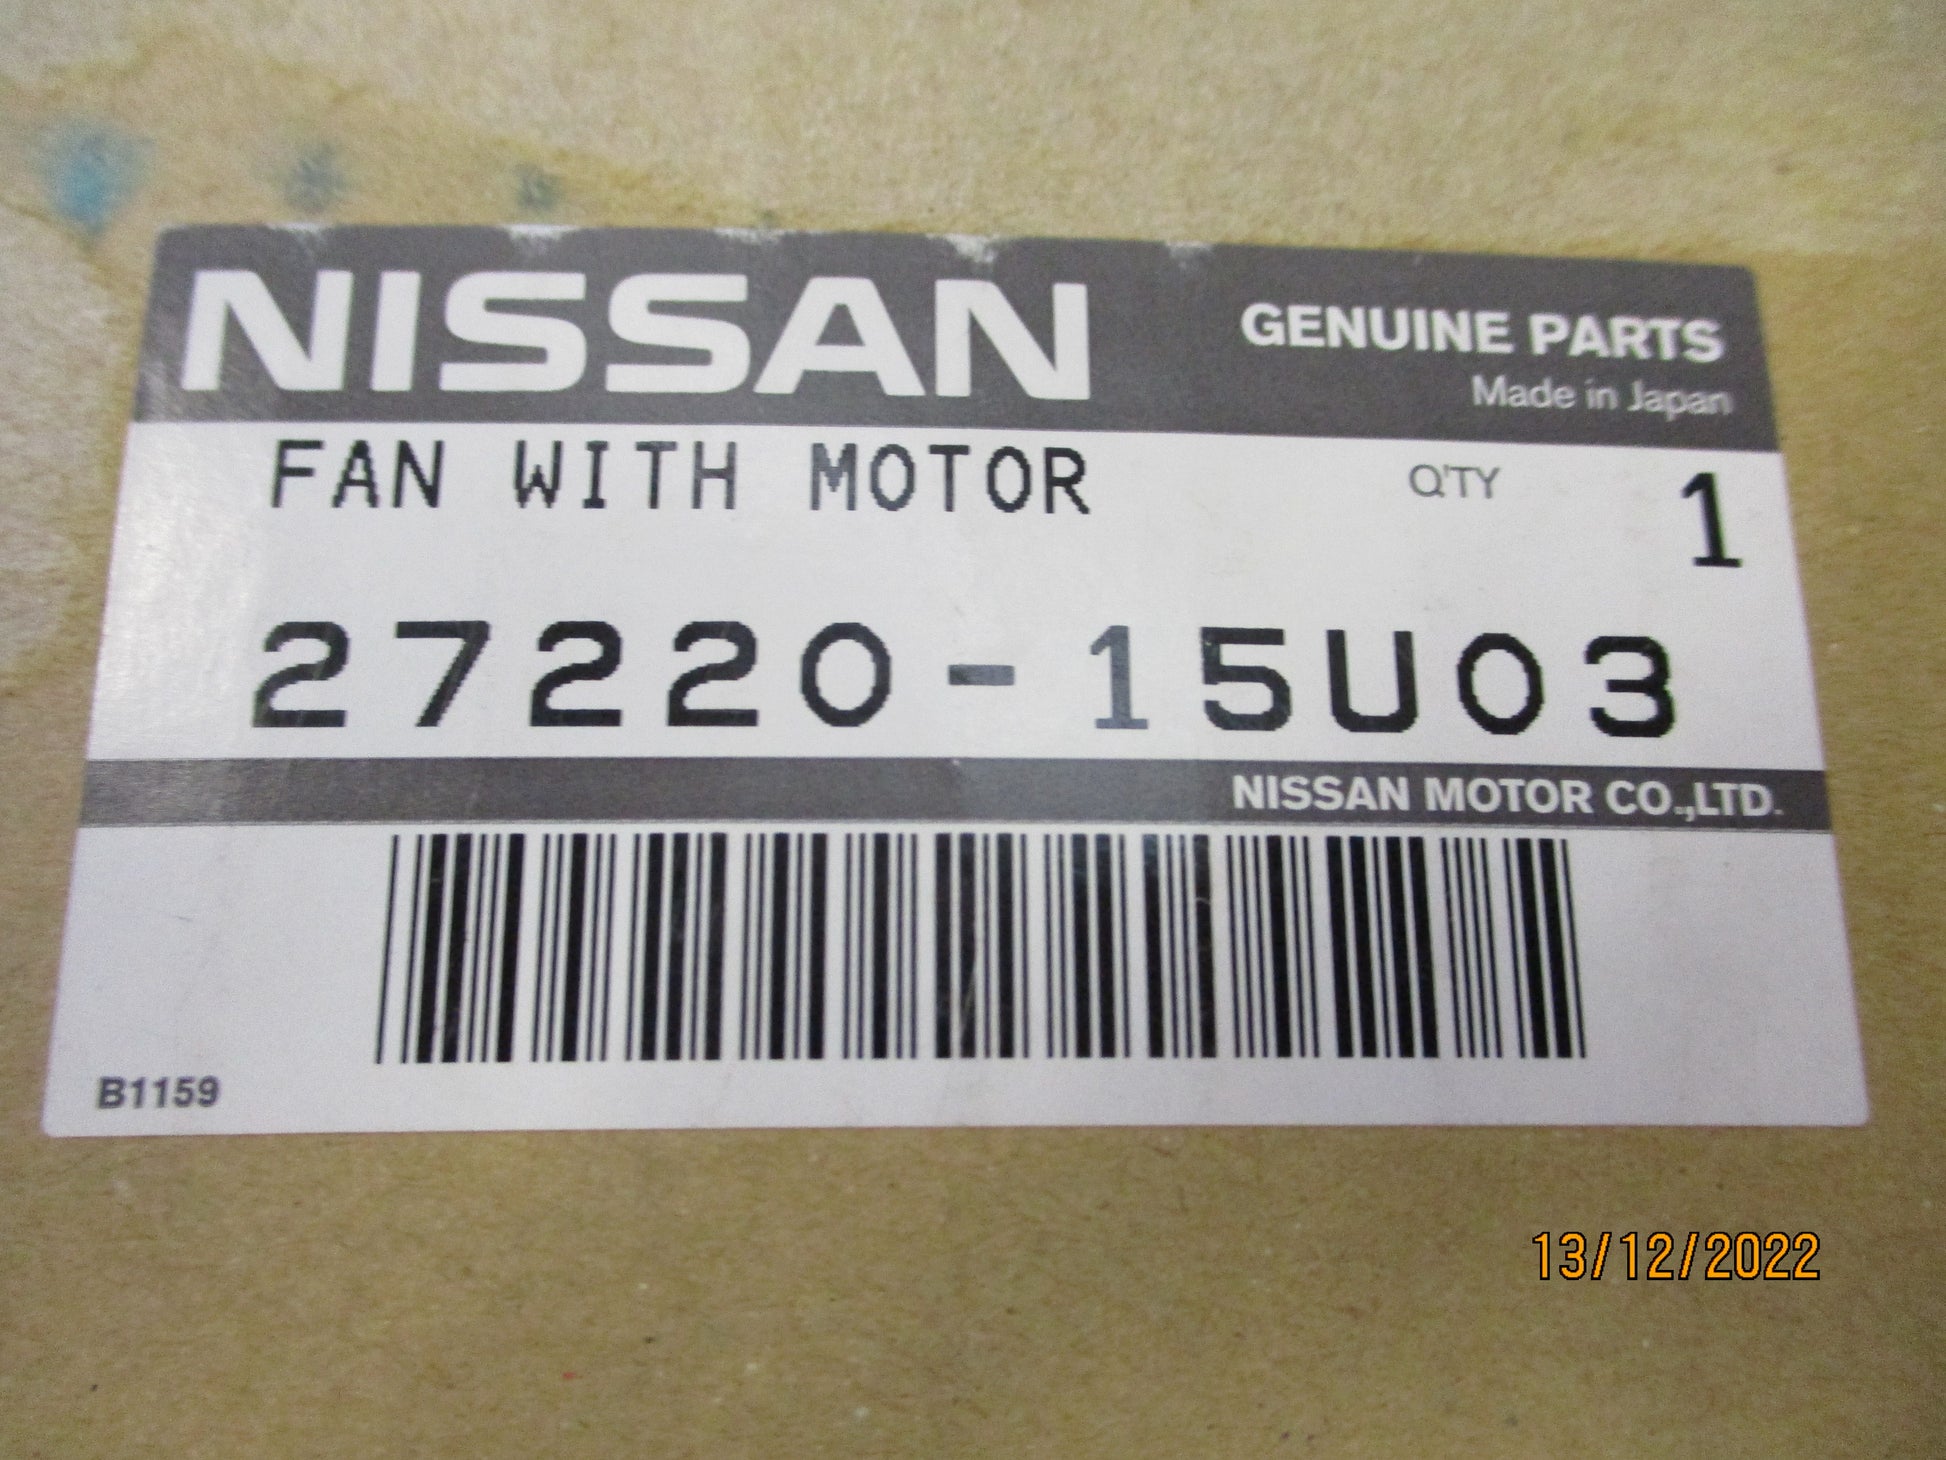 NISSAN
GENUINE PARTS
Made in Japan
FAN WITH MOTOR Q'TY 1
27220-15U03
NISSAN MOTOR CO.,LTD.
B1159
13/12/2022